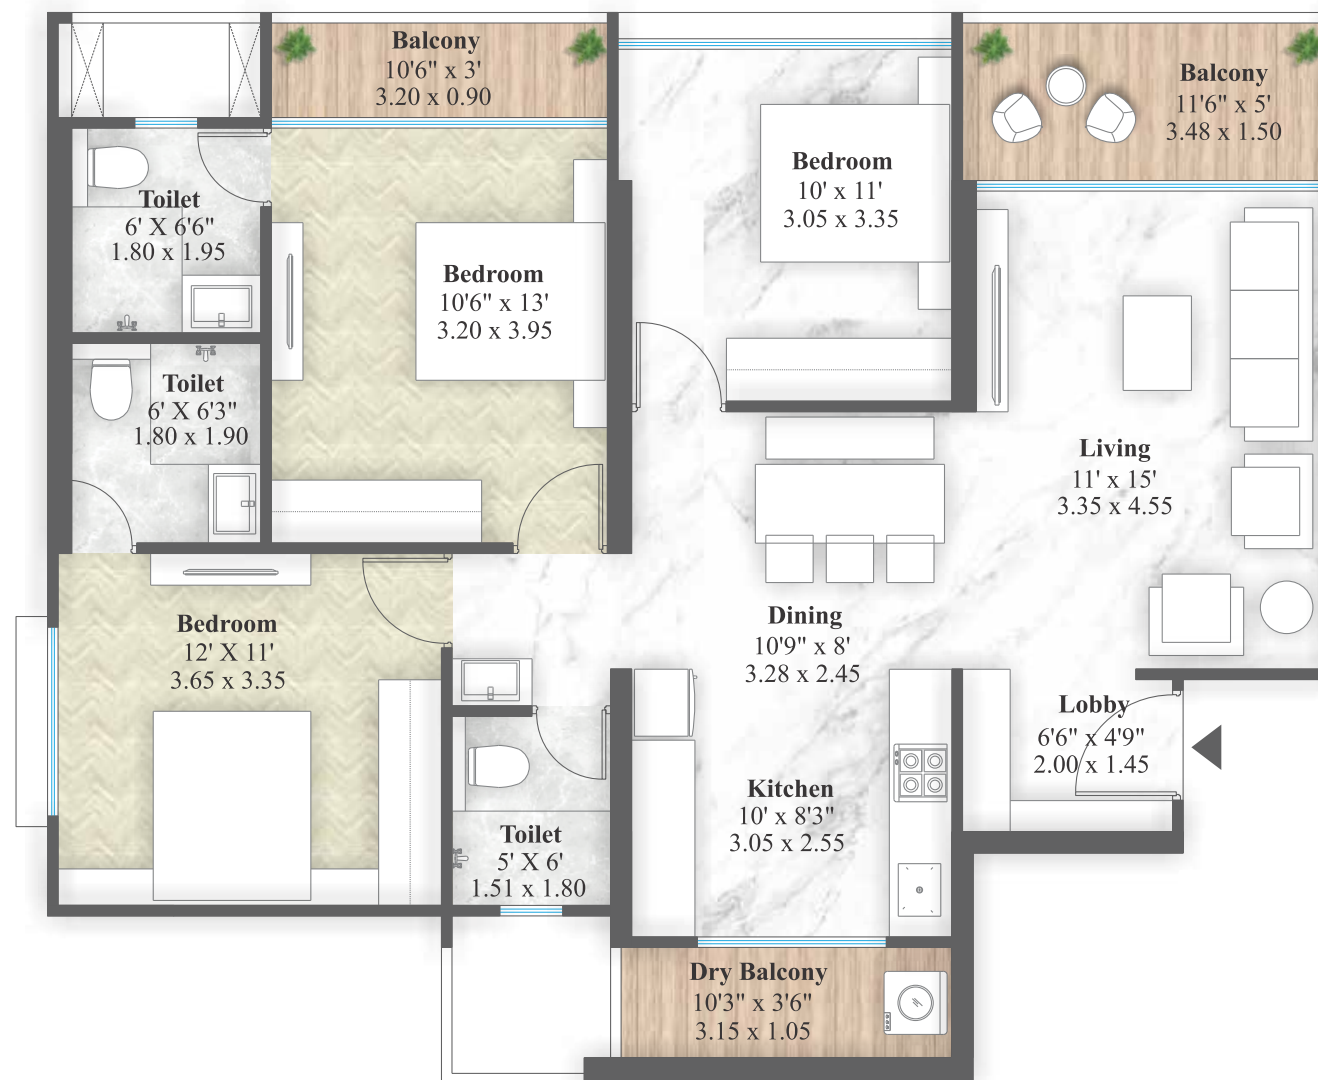 Balcony
10'6" x 3'
3.20 x 0.90
Balcony
11'6" x 5'
3.48 x 1.50
Bedroom
10' x 11'
3.05 x 3.35
Toilet
6' X 6'6"
1.80 x 1.95
Bedroom
10'6" x 13'
3.20 x 3.95
Toilet
6' X 6'3"
1.80 x 1.90
Living
11' x 15'
3.35 x 4.55
Bedroom
12' X 11'
3.65 x 3.35
Dining
10'9" x 8'
3.28 x 2.45
Lobby
6'6" x 4'9"
2.00 x 1.45
Kitchen
10' x 8'3"
3.05 x 2.55
Toilet
5' X 6'
1.51 x 1.80
Dry Balcony
10'3" x 3'6"
3.15 x 1.05